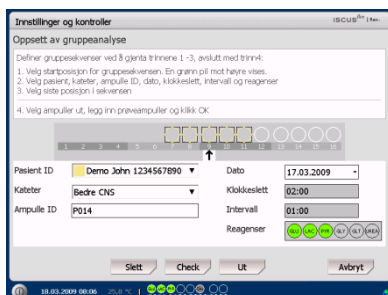 Innstillinger og kontroller
ISCUSflex
Oppsett av gruppeanalyse
Definer gruppesekvenser ved å gjenta trinnene 1 -3, avslutt med trinn4:
1. Velg startposisjon for gruppesekvensen. En grønn pil mot høyre vises.
2. Velg pasient, kateter, ampulle ID, dato, klokkeslett, intervall og reagenser
3. Velg siste posisjon i sekvensen
4. Velg ampuller ut, legg inn prøveampuller og klikk OK
1 2 3 4 5 6 7 8 9 10 11 12 13 14 15 16
Pasient ID Demo John 1234567890 Dato 17.03.2009
Kateter Bedre CNS Klokkeslett 02:00
Ampulle ID P014 Intervall 01:00
Reagenser GLU LAC PYR GLY GLT UREA
Slett Check Ut Avbryt
18.03.2009 08:06 25.8 °C